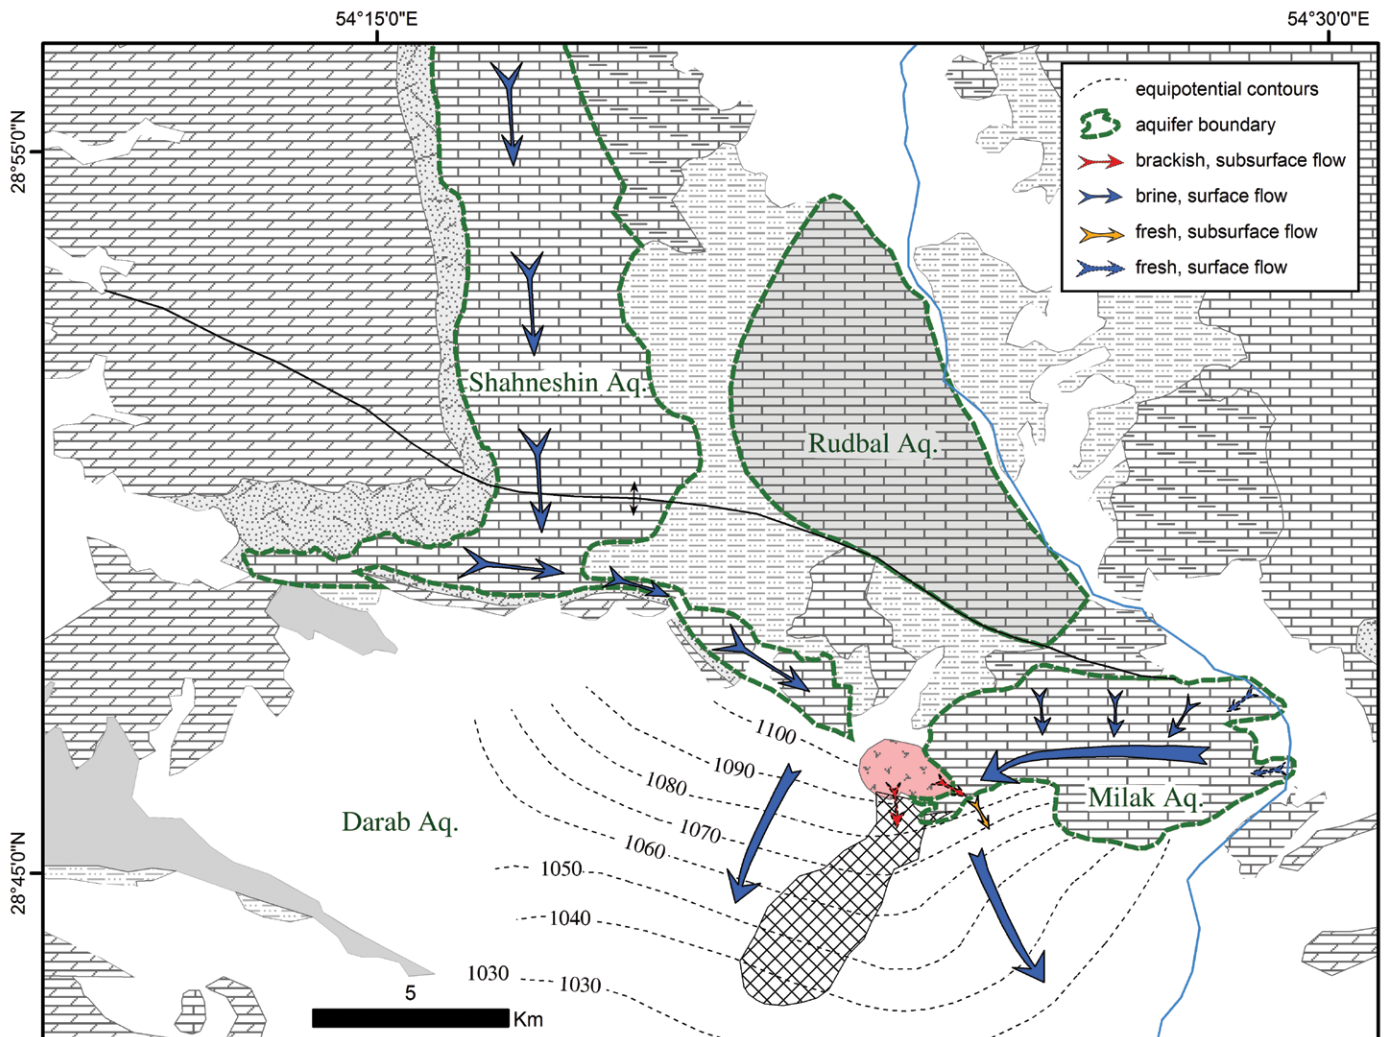 54°15'0"E
54°30'0"E
28°55'0"N
28°45'0"N
equipotential contours
aquifer boundary
brackish, subsurface flow
brine, surface flow
fresh, subsurface flow
fresh, surface flow
Shahneshin Aq.
Rudbal Aq.
Milak Aq.
Darab Aq.
1100
1090
1080
1070
1060
1050
1040
1030
1030
5
Km